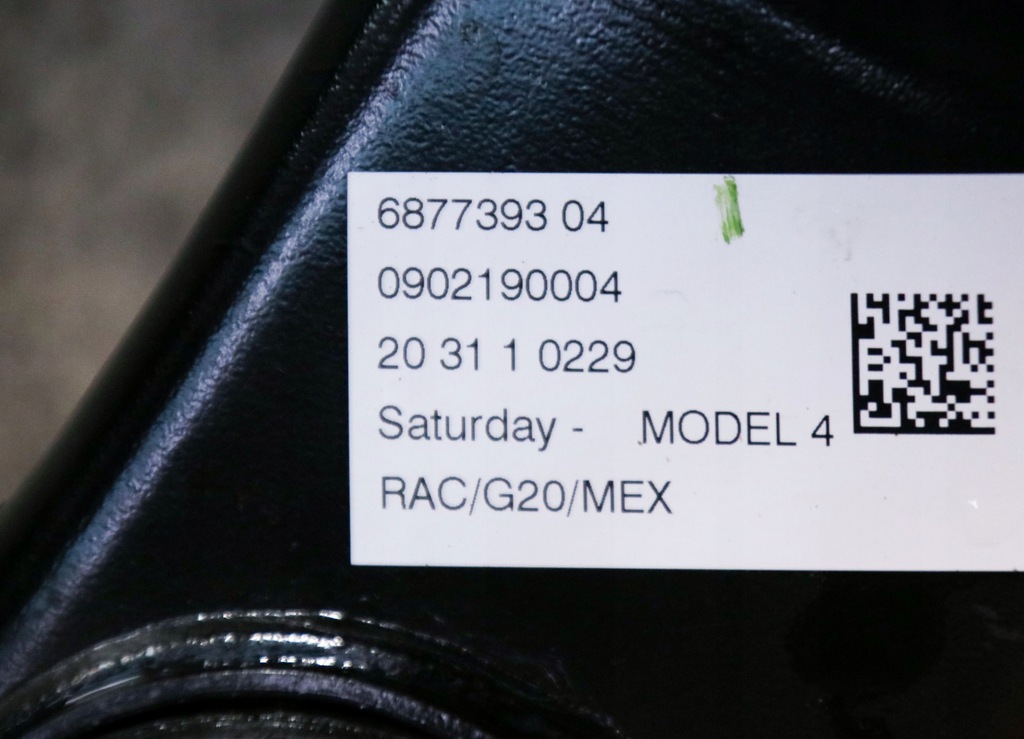 6877393 04
0902190004
20 31 1 0229
Saturday - MODEL 4
RAC/G20/MEX